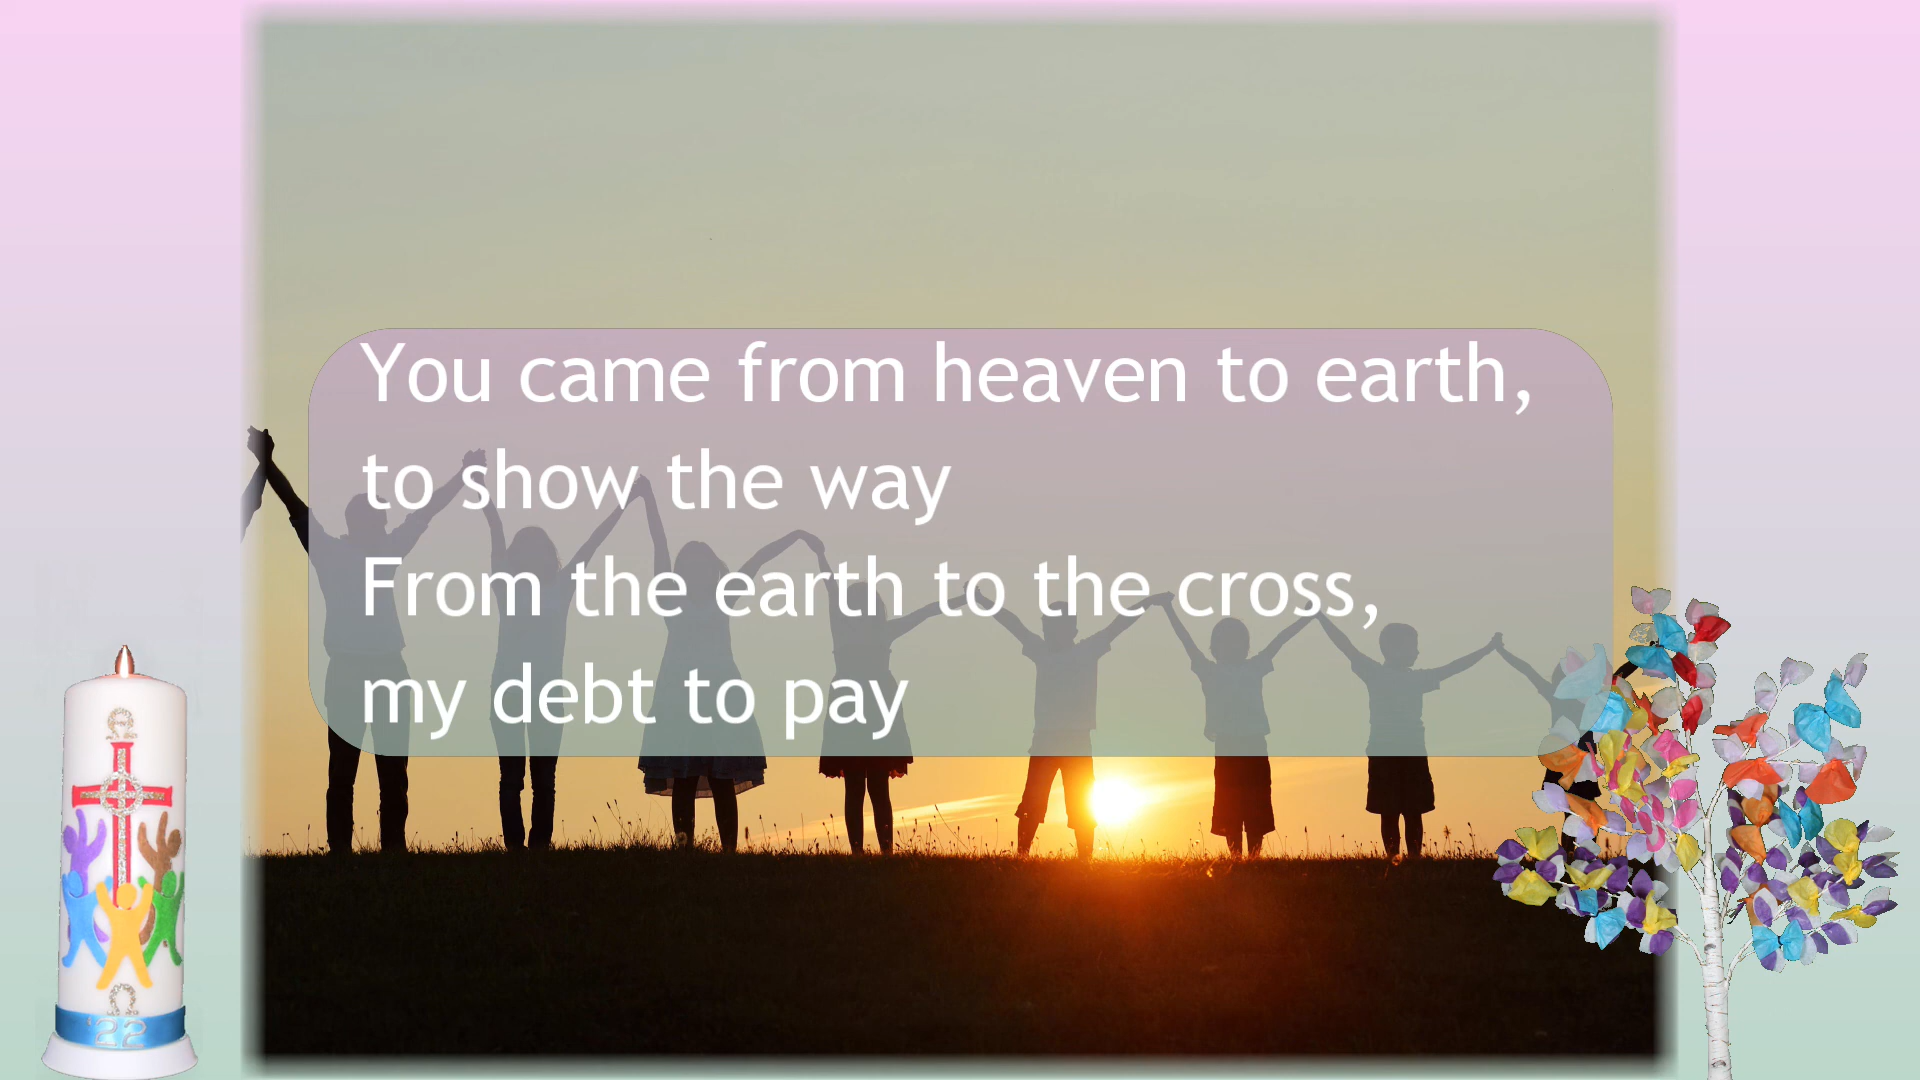 You came from heaven to earth,
to show the way
From the earth to the cross,
my debt to pay
Ω
Ω
'22